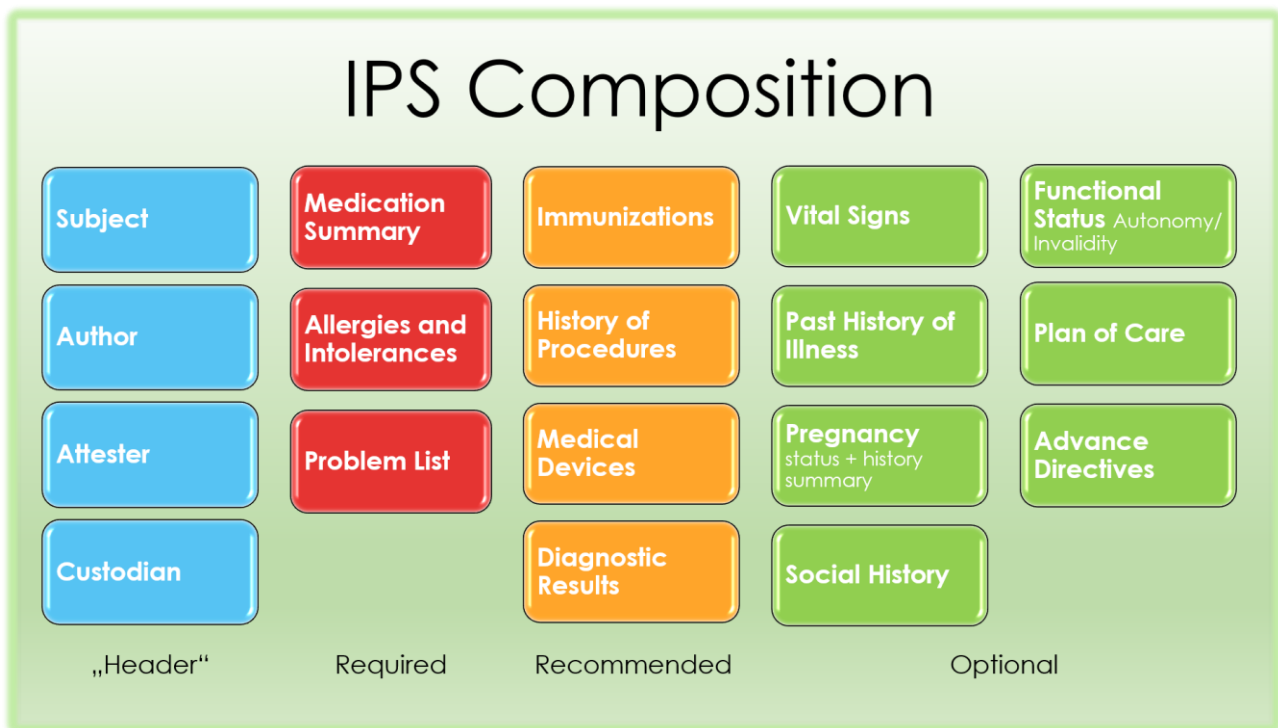 IPS Composition
Subject
Author
Attester
Custodian
„Header“
Medication
Summary
Allergies and
Intolerances
Problem List
Required
Immunizations
History of
Procedures
Medical
Devices
Diagnostic
Results
Recommended
Vital Signs
Past History of
Illness
Pregnancy
status + history
summary
Social History
Functional
Status Autonomy/
Invalidity
Plan of Care
Advance
Directives
Optional